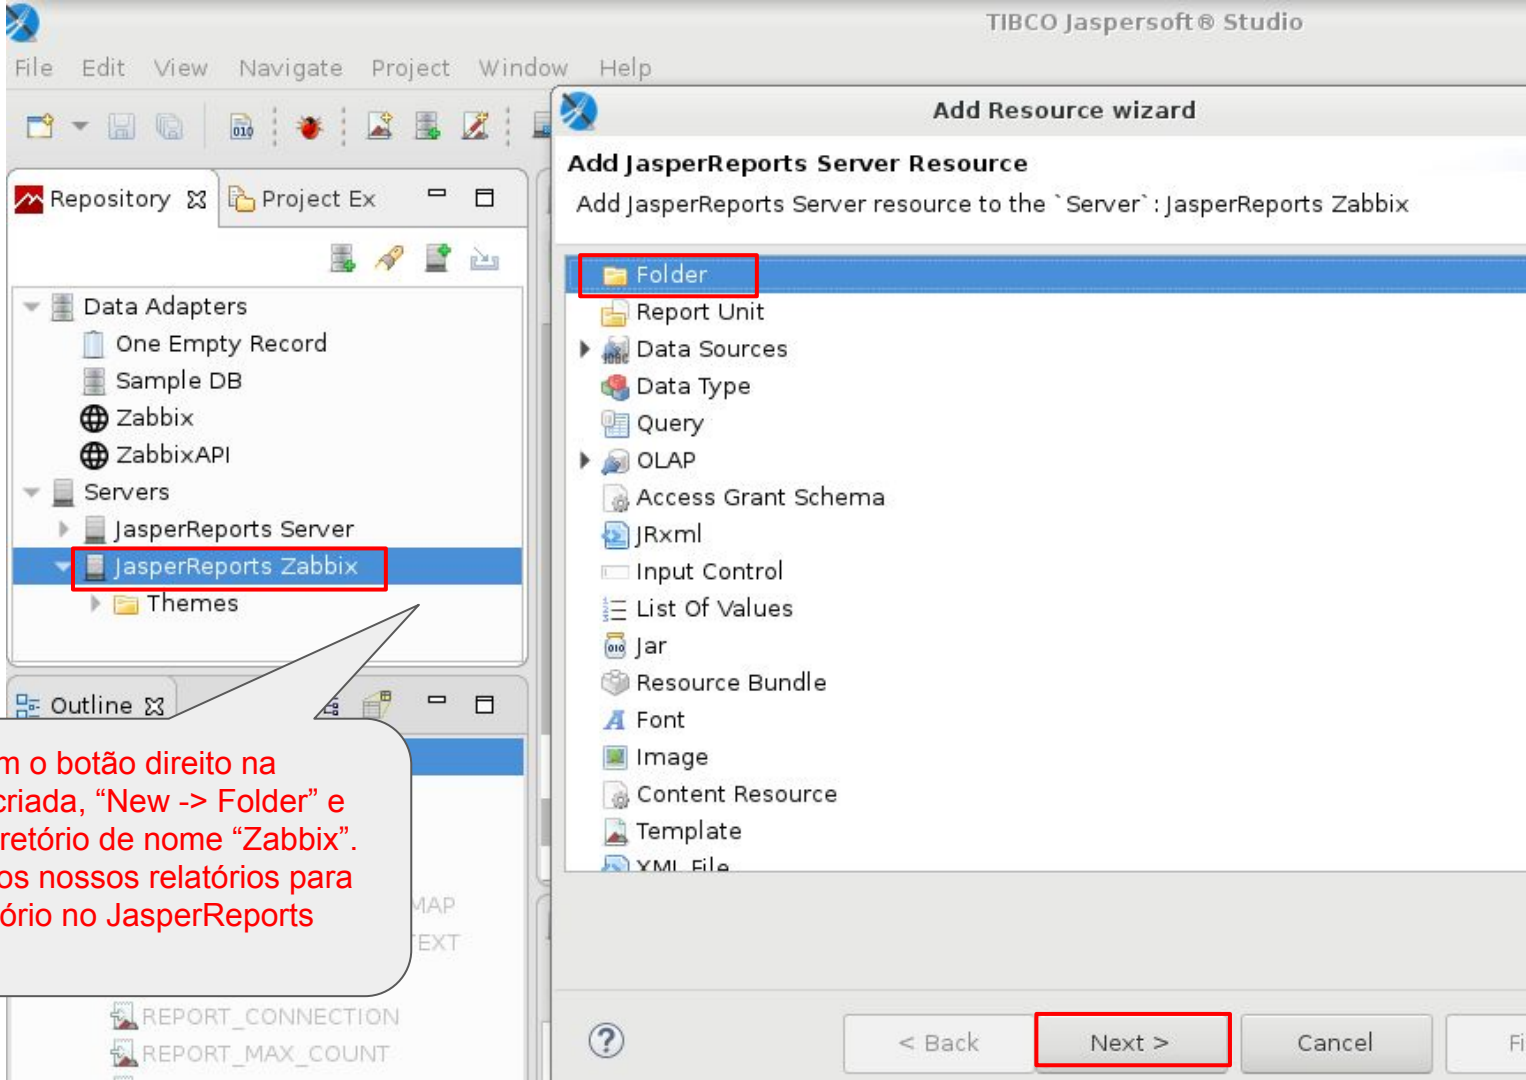 TIBCO Jaspersoft® Studio
File Edit View Navigate Project Window Help
Repository
Project Ex
Data Adapters
One Empty Record
Sample DB
Zabbix
ZabbixAPI
Servers
JasperReports Server
JasperReports Zabbix
Themes
Outline
m o botão direito na
criada, “New -> Folder” e
retório de nome “Zabbix”.
os nossos relatórios para
ório no JasperReports
MAP
EXT
REPORT_CONNECTION
REPORT_MAX_COUNT
Add Resource wizard
Add JasperReports Server Resource
Add JasperReports Server resource to the `Server`: JasperReports Zabbix
Folder
Report Unit
Data Sources
Data Type
Query
OLAP
Access Grant Schema
JRxml
Input Control
List Of Values
Jar
Resource Bundle
Font
Image
Content Resource
Template
XML File
< Back Next > Cancel Fi